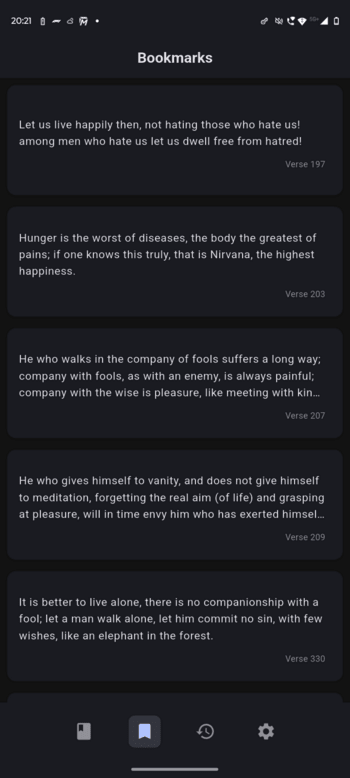 20:21
5G+
Bookmarks
Let us live happily then, not hating those who hate us!
among men who hate us let us dwell free from hatred!
Verse 197
Hunger is the worst of diseases, the body the greatest of
pains; if one knows this truly, that is Nirvana, the highest
happiness.
Verse 203
He who walks in the company of fools suffers a long way;
company with fools, as with an enemy, is always painful;
company with the wise is pleasure, like meeting with kin…
Verse 207
He who gives himself to vanity, and does not give himself
to meditation, forgetting the real aim (of life) and grasping
at pleasure, will in time envy him who has exerted himsel…
Verse 209
It is better to live alone, there is no companionship with a
fool; let a man walk alone, let him commit no sin, with few
wishes, like an elephant in the forest.
Verse 330